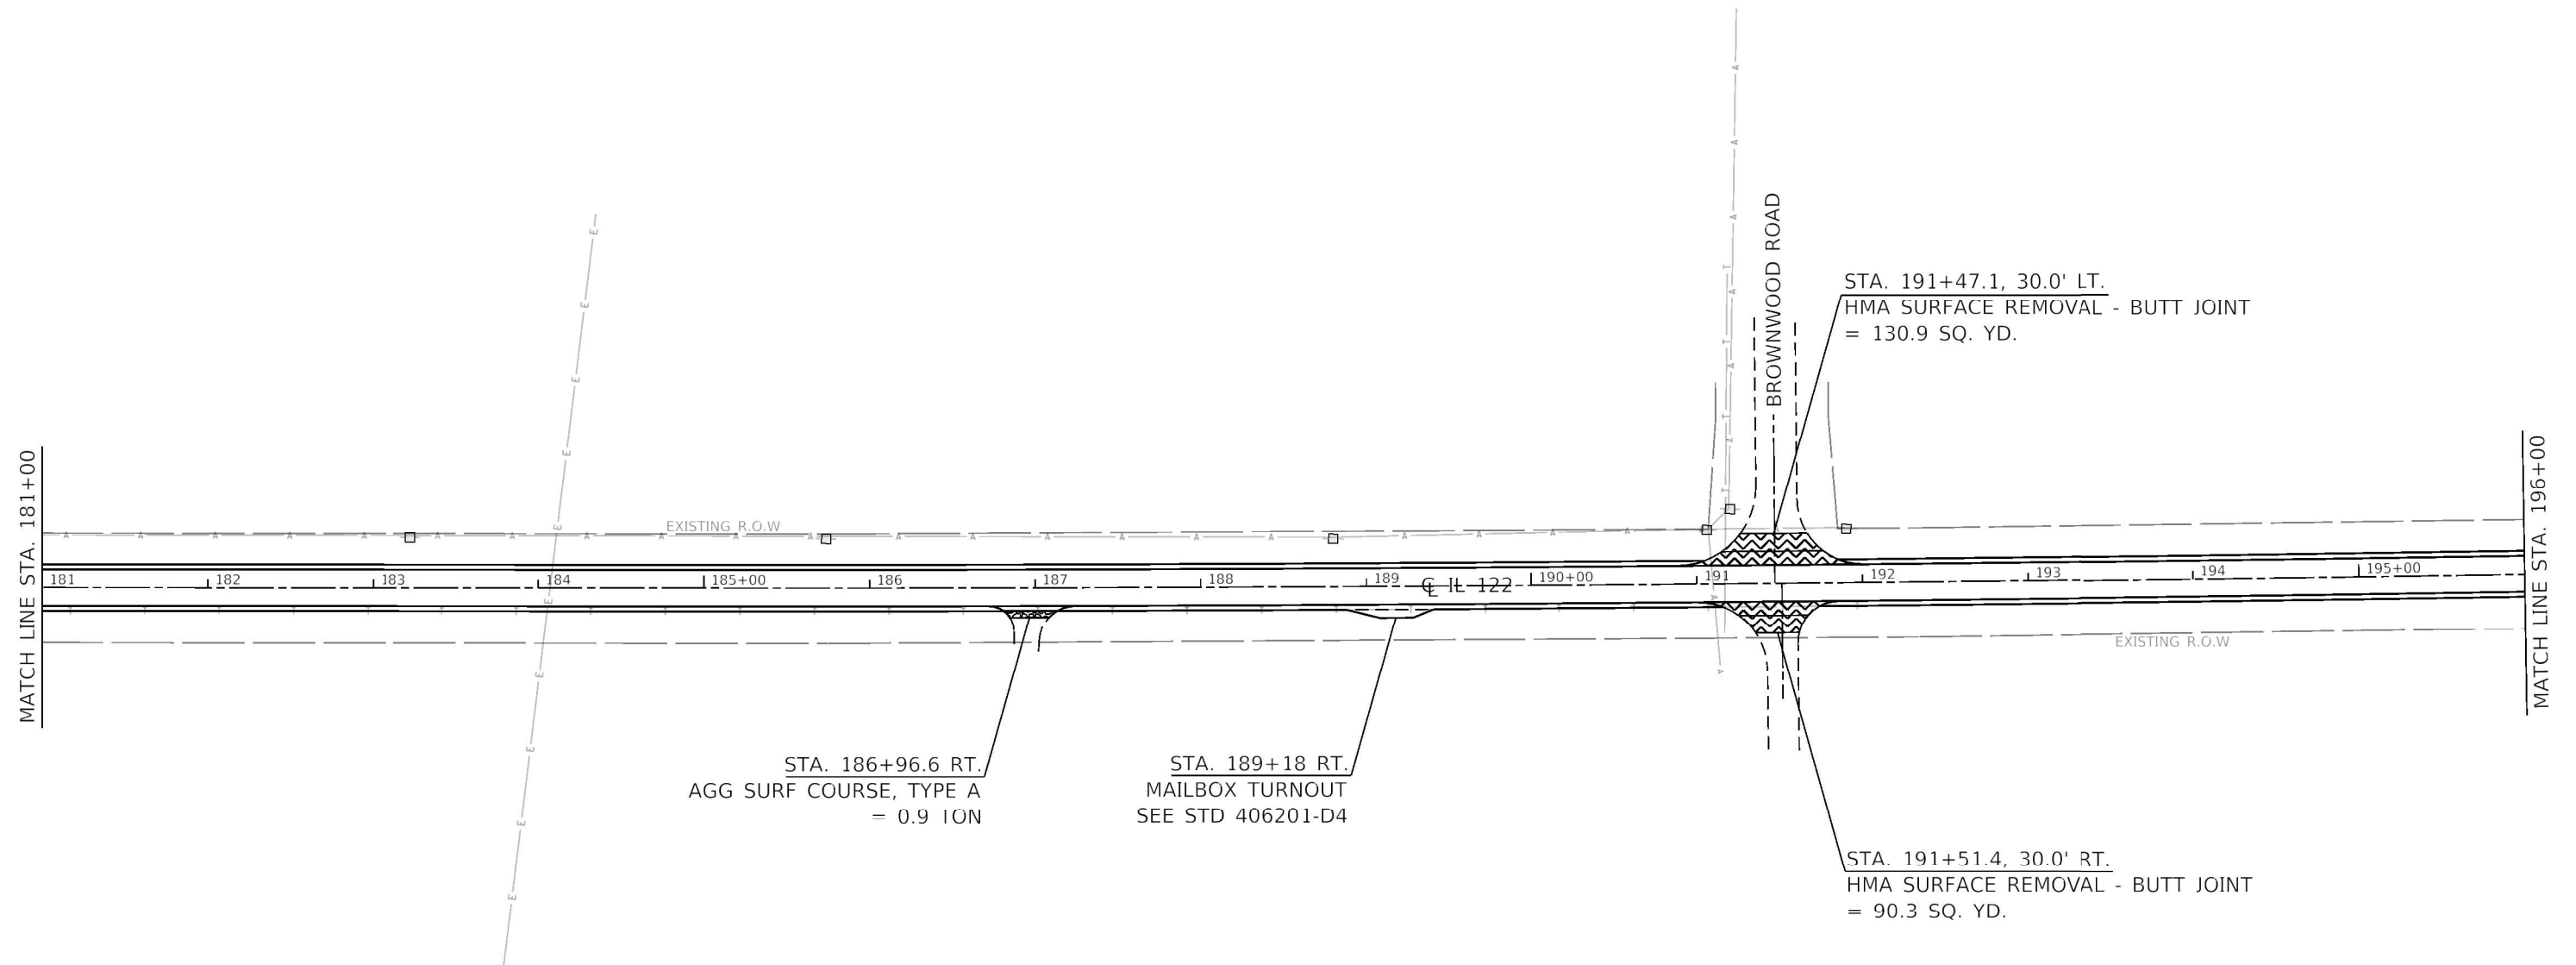 BROWNWOOD ROAD
STA. 191+47.1, 30.0' LT.
HMA SURFACE REMOVAL - BUTT JOINT
= 130.9 SQ. YD.
MATCH LINE STA. 181+00
MATCH LINE STA. 196+00
EXISTING R.O.W
181 182 183 184 185+00 186 187 188 189 190+00 191 192 193 194 195+00
℄ IL 122
EXISTING R.O.W
STA. 186+96.6 RT.
AGG SURF COURSE, TYPE A
= 0.9 TON
STA. 189+18 RT.
MAILBOX TURNOUT
SEE STD 406201-D4
STA. 191+51.4, 30.0' RT.
HMA SURFACE REMOVAL - BUTT JOINT
= 90.3 SQ. YD.